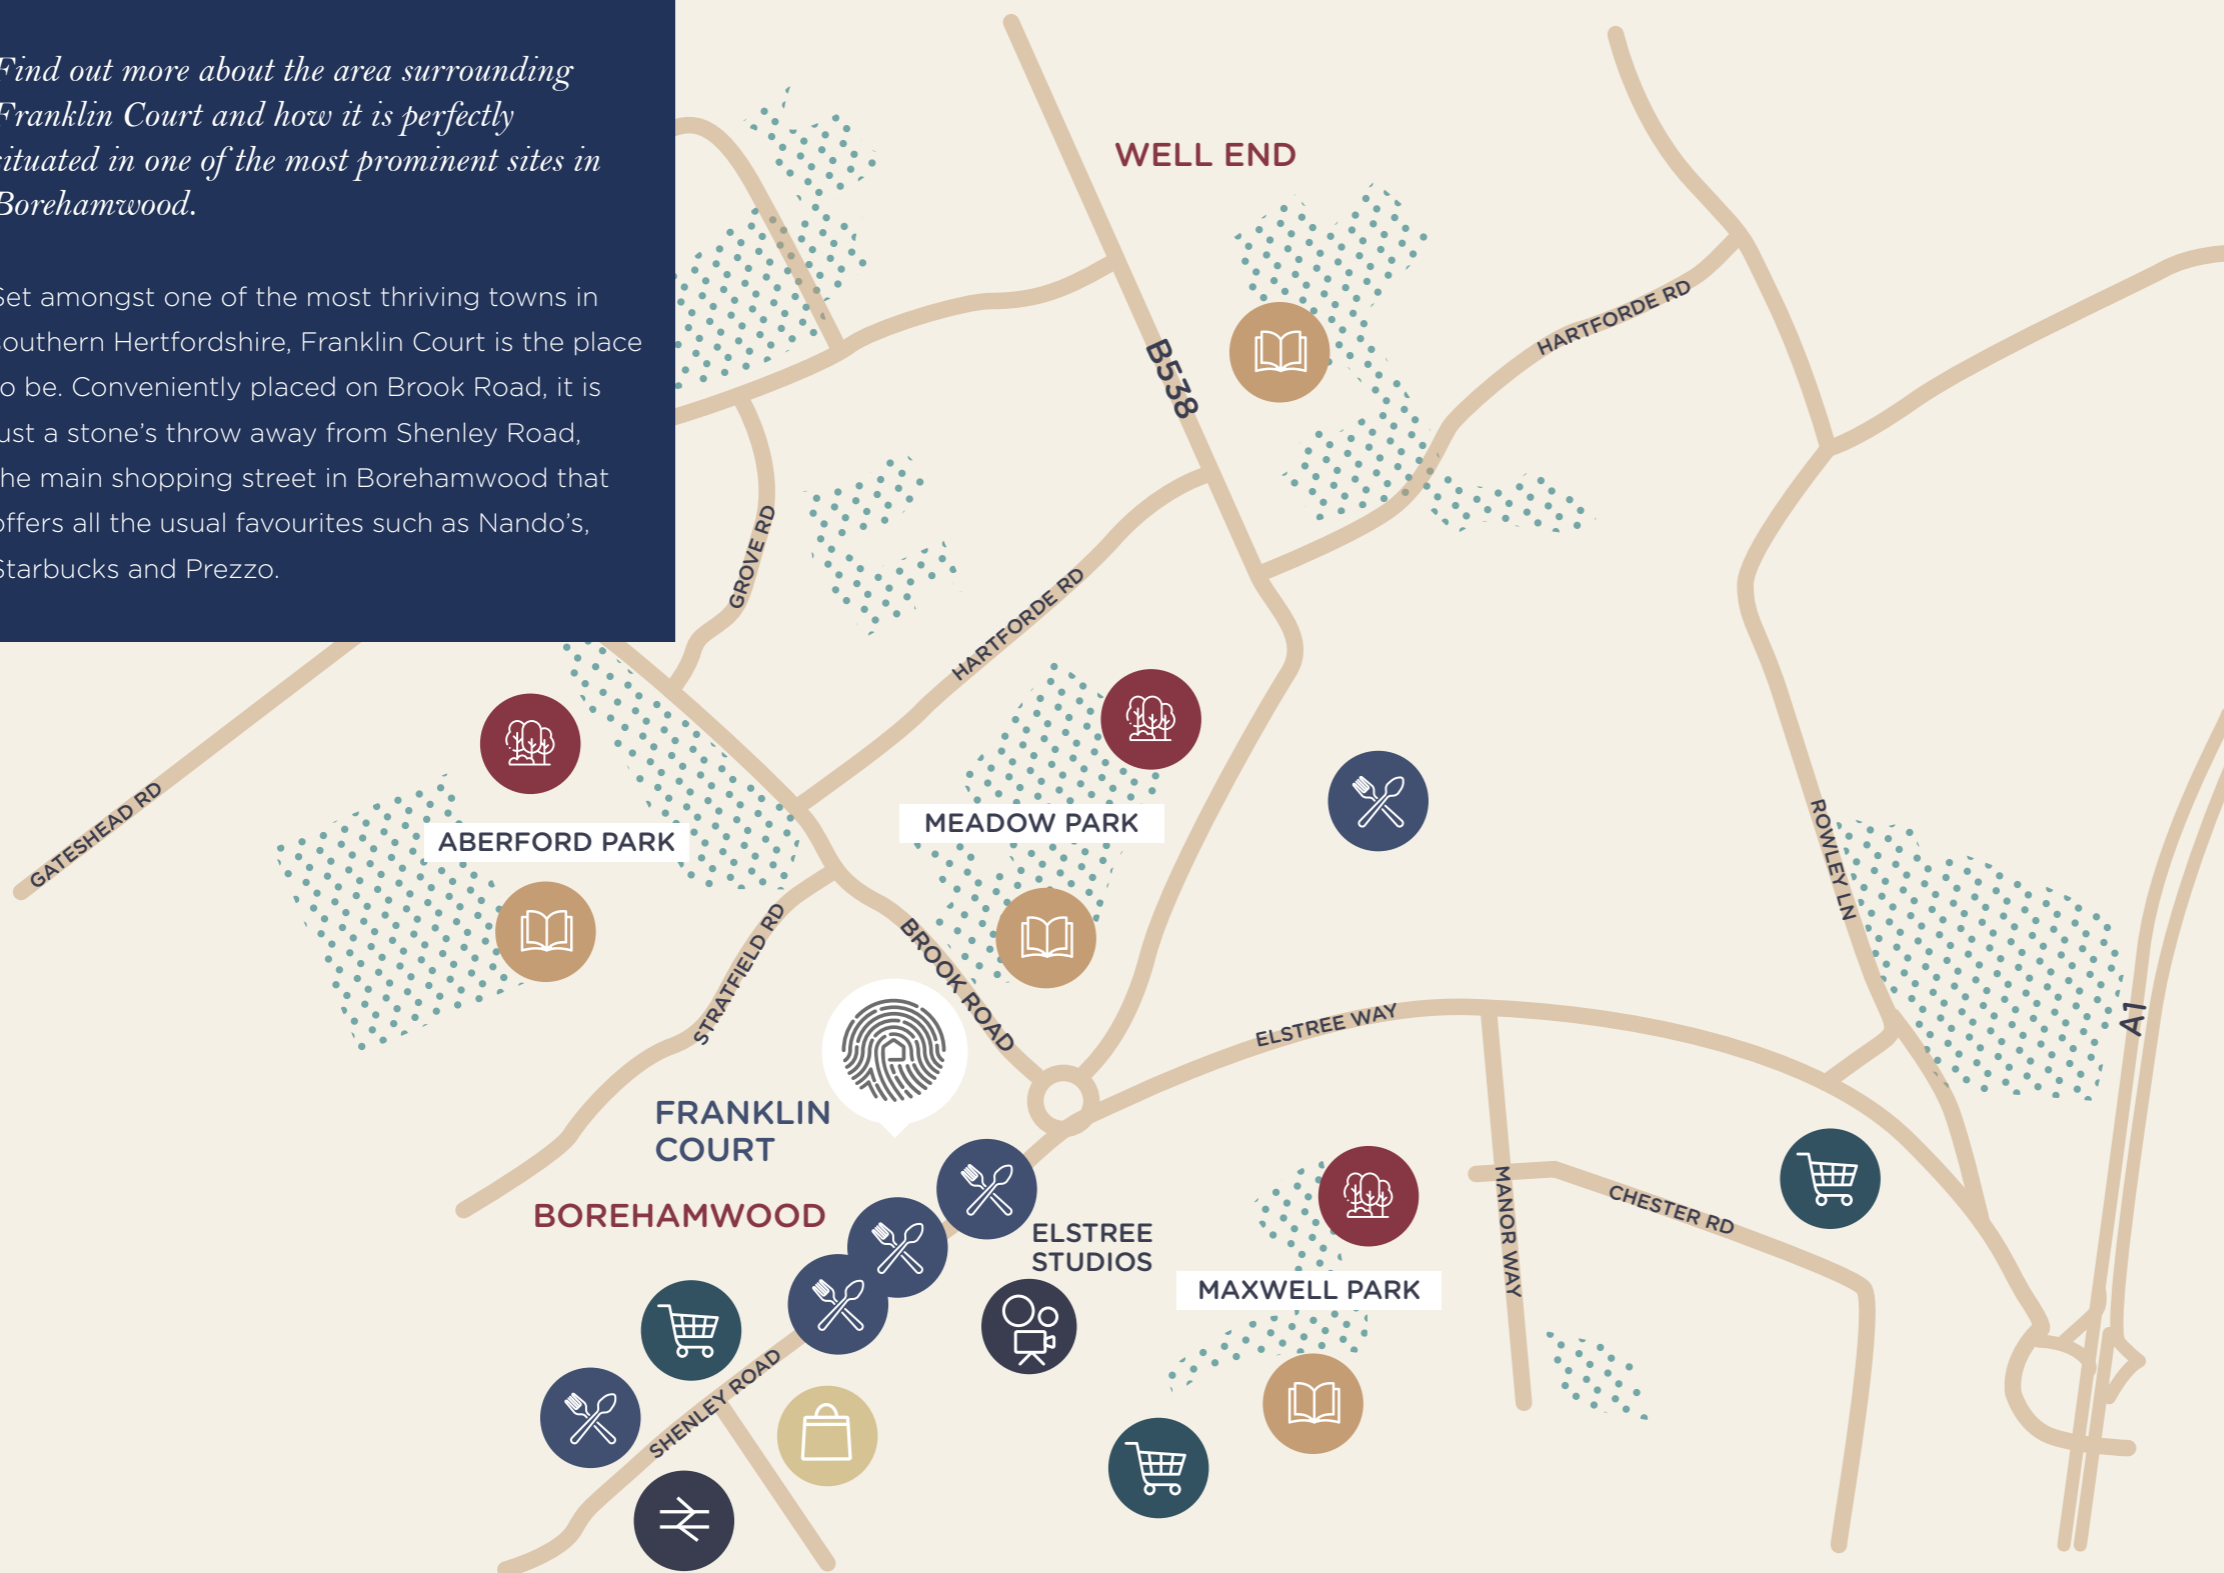 Find out more about the area surrounding
Franklin Court and how it is perfectly
situated in one of the most prominent sites in
Borehamwood.
Set amongst one of the most thriving towns in
southern Hertfordshire, Franklin Court is the place
o be. Conveniently placed on Brook Road, it is
ust a stone's throw away from Shenley Road,
he main shopping street in Borehamwood that
offers all the usual favourites such as Nando's,
Starbucks and Prezzo.
WELL END
B538
HARTFORDE RD
GROVE RD
HARTFORDE RD
GATESHEAD RD
ABERFORD PARK
MEADOW PARK
ROWLEY LN
STRATFIELD RD
BROOK ROAD
ELSTREE WAY
A1
FRANKLIN
COURT
BOREHAMWOOD
ELSTREE
STUDIOS
MAXWELL PARK
MANOR WAY
CHESTER RD
SHENLEY ROAD